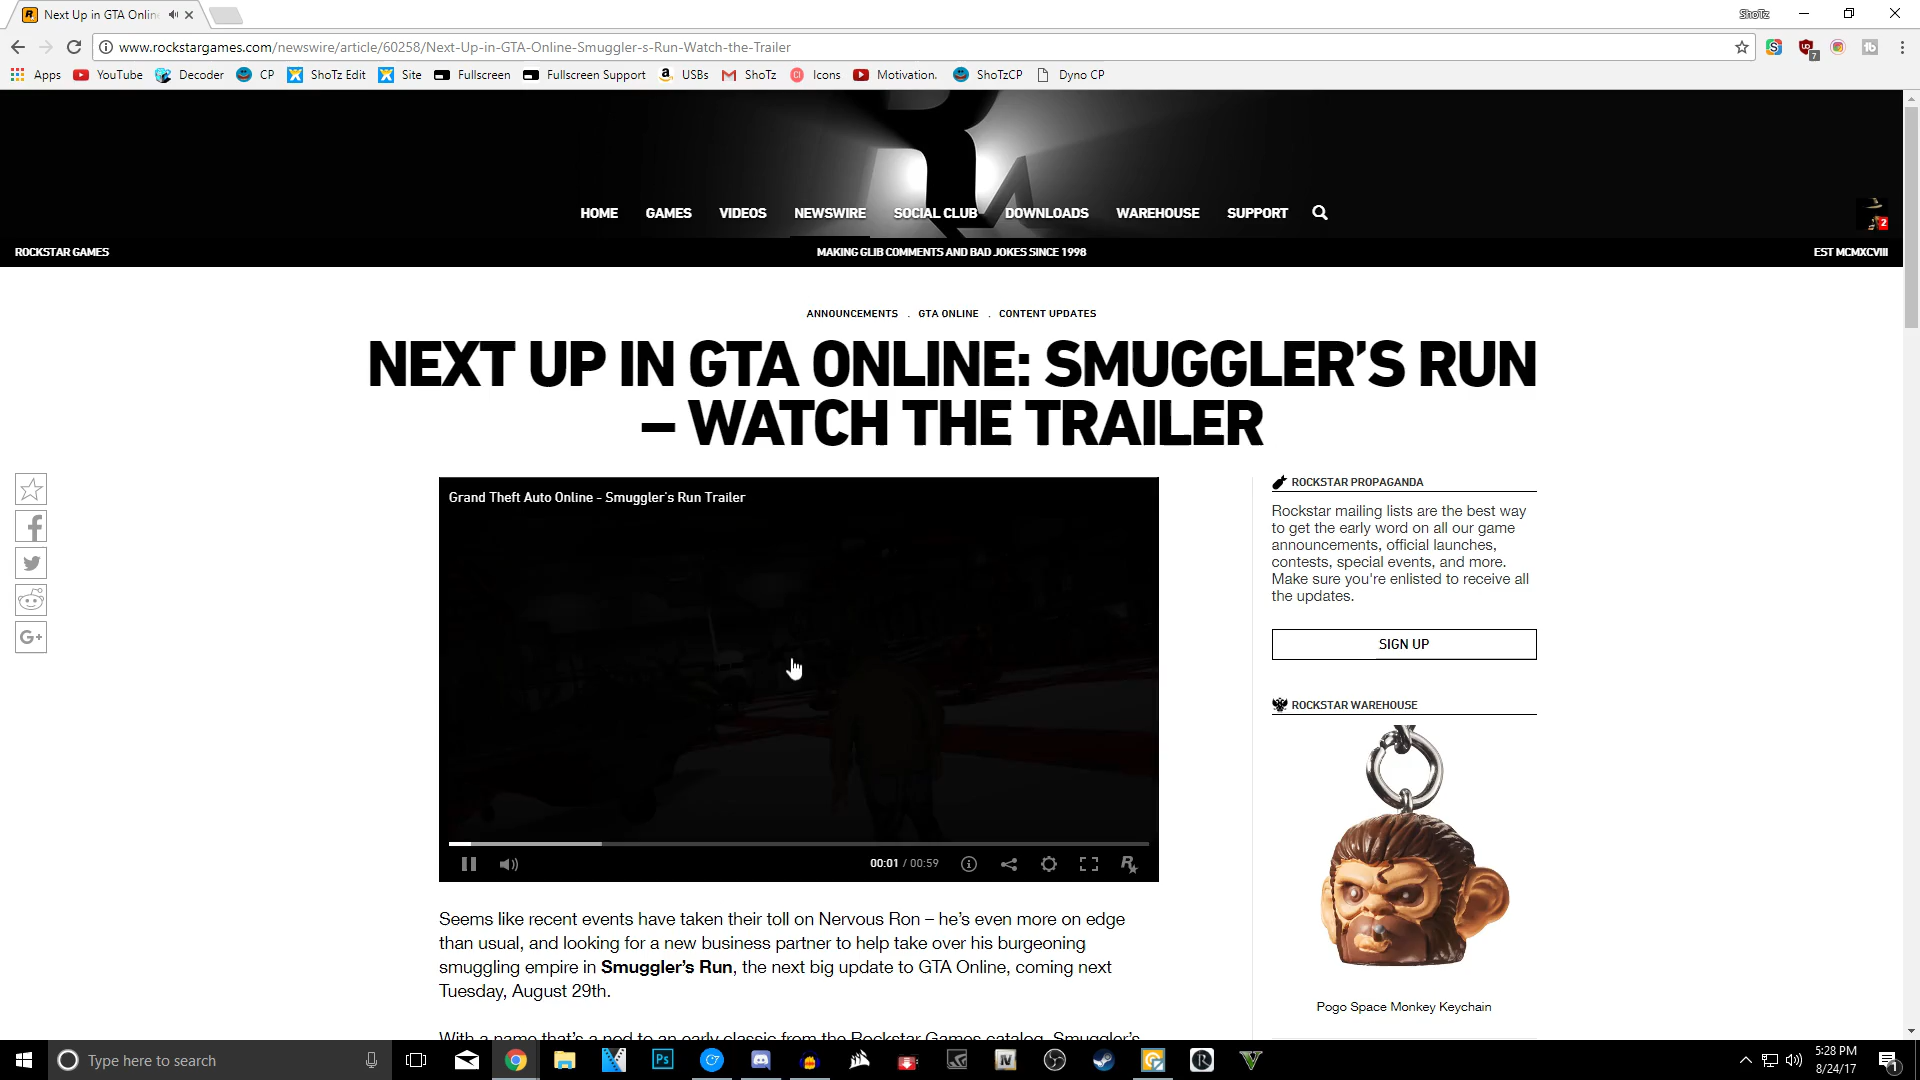 Next Up in GTA Onlin
ShoTz
www.rockstargames.com/newswire/article/60258/Next-Up-in-GTA-Online-Smuggler-s-Run-Watch-the-Trailer
7
Apps YouTube Decoder CP ShoTz Edit Site Fullscreen Fullscreen Support USBs ShoTz Icons Motivation. ShoTzCP Dyno CP
HOME GAMES VIDEOS NEWSWIRE SOCIAL CLUB DOWNLOADS WAREHOUSE SUPPORT
2
ROCKSTAR GAMES MAKING GLIB COMMENTS AND BAD JOKES SINCE 1998 EST MCMXCVIII
ANNOUNCEMENTS . GTA ONLINE . CONTENT UPDATES
NEXT UP IN GTA ONLINE: SMUGGLER’S RUN
– WATCH THE TRAILER
Grand Theft Auto Online - Smuggler's Run Trailer
00:01 / 00:59
Seems like recent events have taken their toll on Nervous Ron – he’s even more on edge
than usual, and looking for a new business partner to help take over his burgeoning
smuggling empire in Smuggler’s Run, the next big update to GTA Online, coming next
Tuesday, August 29th.
With a name that’s a nod to an early classic from the Rockstar Games catalog, Smuggler’s
ROCKSTAR PROPAGANDA
Rockstar mailing lists are the best way
to get the early word on all our game
announcements, official launches,
contests, special events, and more.
Make sure you're enlisted to receive all
the updates.
SIGN UP
ROCKSTAR WAREHOUSE
Pogo Space Monkey Keychain
G+
Type here to search
Ps
IV
R
V
5:28 PM
8/24/17
1